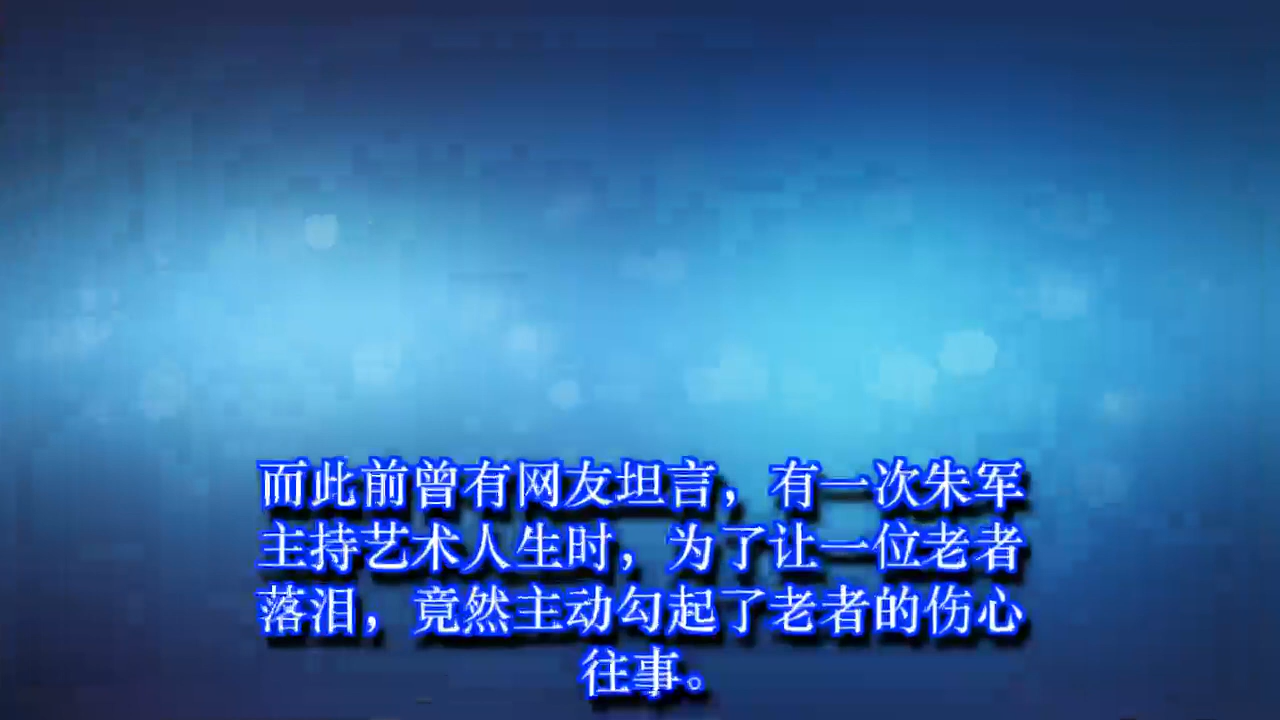 而此前曾有网友坦言，有一次朱军
主持艺术人生时，为了让一位老者
落泪，竟然主动勾起了老者的伤心
往事。